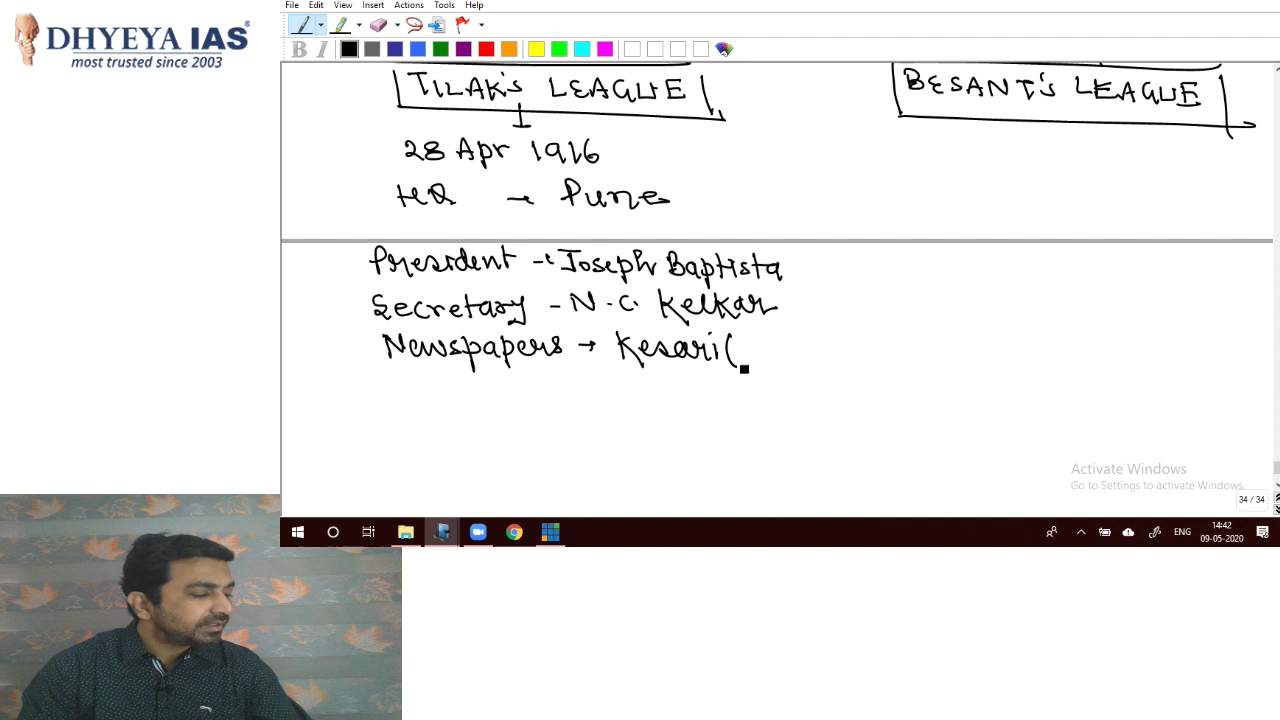 DHYEYA IAS®
most trusted since 2003
File Edit View Insert Actions Tools Help
B I
TILAK's LEAGUE
BESANT's LEAGUE
28 Apr 1916
HQ → Pune
President → Joseph Baptista
Secretary - N.C. Kelkar
Newspapers → Kesari (
Activate Windows
Go to Settings to activate Windows.
34 / 34
ENG
14:42
09-05-2020